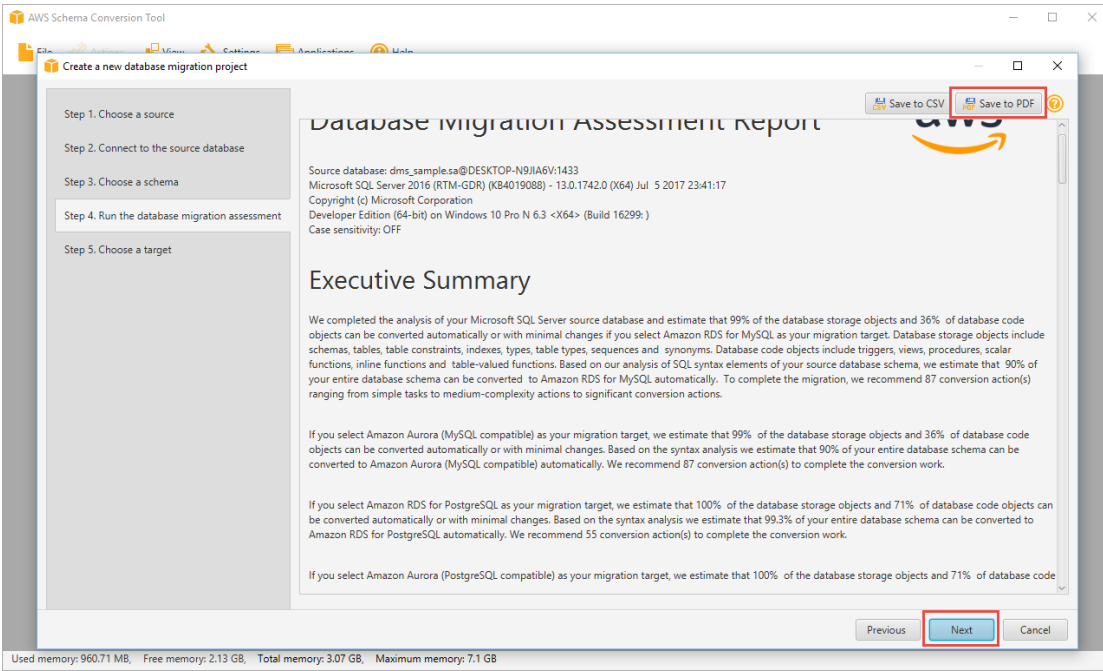 AWS Schema Conversion Tool
File Actions View Settings Applications Help
Create a new database migration project
Step 1. Choose a source
Step 2. Connect to the source database
Step 3. Choose a schema
Step 4. Run the database migration assessment
Step 5. Choose a target
Save to CSV Save to PDF
Database Migration Assessment Report
aws
Source database: dms_sample.sa@DESKTOP-N9JIA6V:1433
Microsoft SQL Server 2016 (RTM-GDR) (KB4019088) - 13.0.1742.0 (X64) Jul 5 2017 23:41:17
Copyright (c) Microsoft Corporation
Developer Edition (64-bit) on Windows 10 Pro N 6.3 <X64> (Build 16299: )
Case sensitivity: OFF
Executive Summary
We completed the analysis of your Microsoft SQL Server source database and estimate that 99% of the database storage objects and 36% of database code
objects can be converted automatically or with minimal changes if you select Amazon RDS for MySQL as your migration target. Database storage objects include
schemas, tables, table constraints, indexes, types, table types, sequences and synonyms. Database code objects include triggers, views, procedures, scalar
functions, inline functions and table-valued functions. Based on our analysis of SQL syntax elements of your source database schema, we estimate that 90% of
your entire database schema can be converted to Amazon RDS for MySQL automatically. To complete the migration, we recommend 87 conversion action(s)
ranging from simple tasks to medium-complexity actions to significant conversion actions.
If you select Amazon Aurora (MySQL compatible) as your migration target, we estimate that 99% of the database storage objects and 36% of database code
objects can be converted automatically or with minimal changes. Based on the syntax analysis we estimate that 90% of your entire database schema can be
converted to Amazon Aurora (MySQL compatible) automatically. We recommend 87 conversion action(s) to complete the conversion work.
If you select Amazon RDS for PostgreSQL as your migration target, we estimate that 100% of the database storage objects and 71% of database code objects can
be converted automatically or with minimal changes. Based on the syntax analysis we estimate that 99.3% of your entire database schema can be converted to
Amazon RDS for PostgreSQL automatically. We recommend 55 conversion action(s) to complete the conversion work.
If you select Amazon Aurora (PostgreSQL compatible) as your migration target, we estimate that 100% of the database storage objects and 71% of database code
Previous Next Cancel
Used memory: 960.71 MB, Free memory: 2.13 GB, Total memory: 3.07 GB, Maximum memory: 7.1 GB